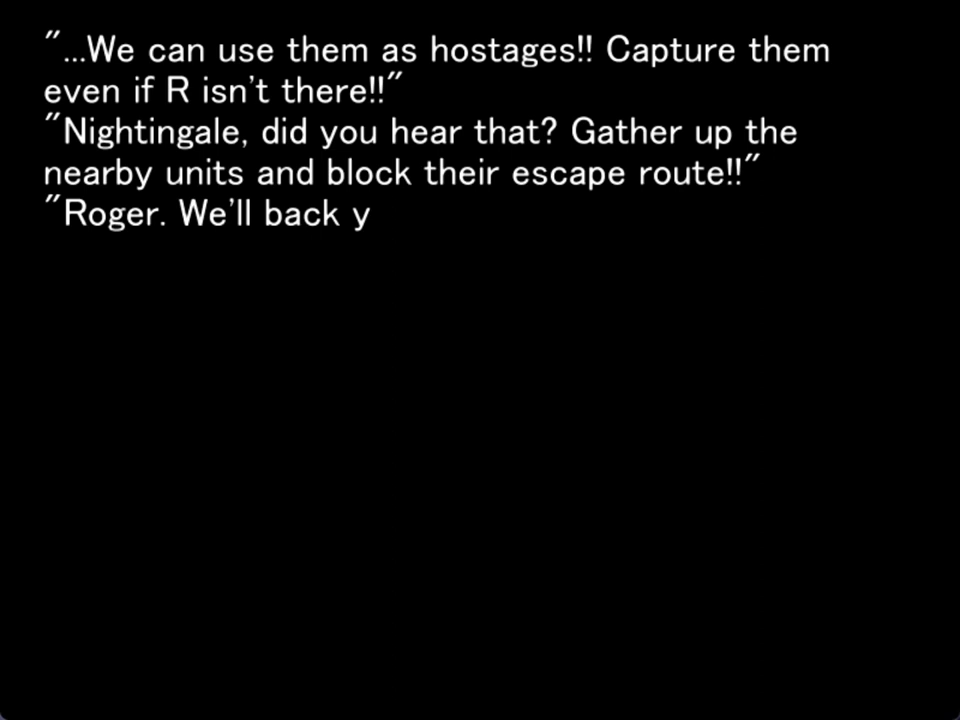 "...We can use them as hostages!! Capture them
even if R isn't there!!"
"Nightingale, did you hear that? Gather up the
nearby units and block their escape route!!"
"Roger. We'll back y